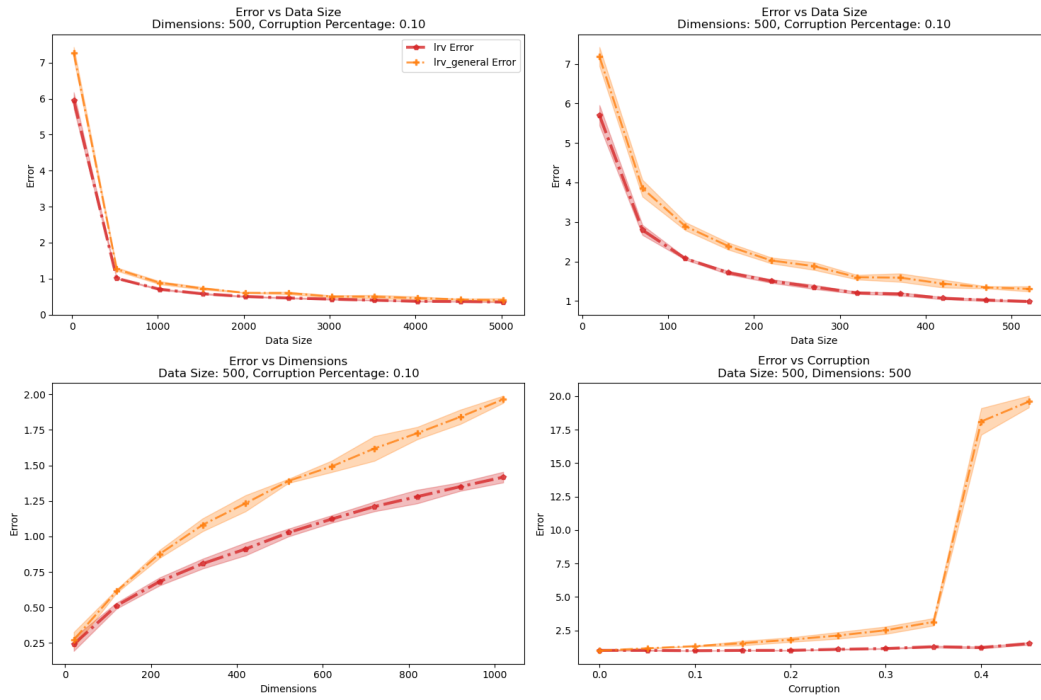 Error vs Data Size
Dimensions: 500, Corruption Percentage: 0.10
lrv Error
lrv_general Error
Error
7
6
5
4
3
2
1
0
0 1000 2000 3000 4000 5000
Data Size
Error vs Data Size
Dimensions: 500, Corruption Percentage: 0.10
Error
7
6
5
4
3
2
1
0 100 200 300 400 500
Data Size
Error vs Dimensions
Data Size: 500, Corruption Percentage: 0.10
Error
2.00
1.75
1.50
1.25
1.00
0.75
0.50
0.25
0 200 400 600 800 1000
Dimensions
Error vs Corruption
Data Size: 500, Dimensions: 500
Error
20.0
17.5
15.0
12.5
10.0
7.5
5.0
2.5
0.0 0.1 0.2 0.3 0.4
Corruption